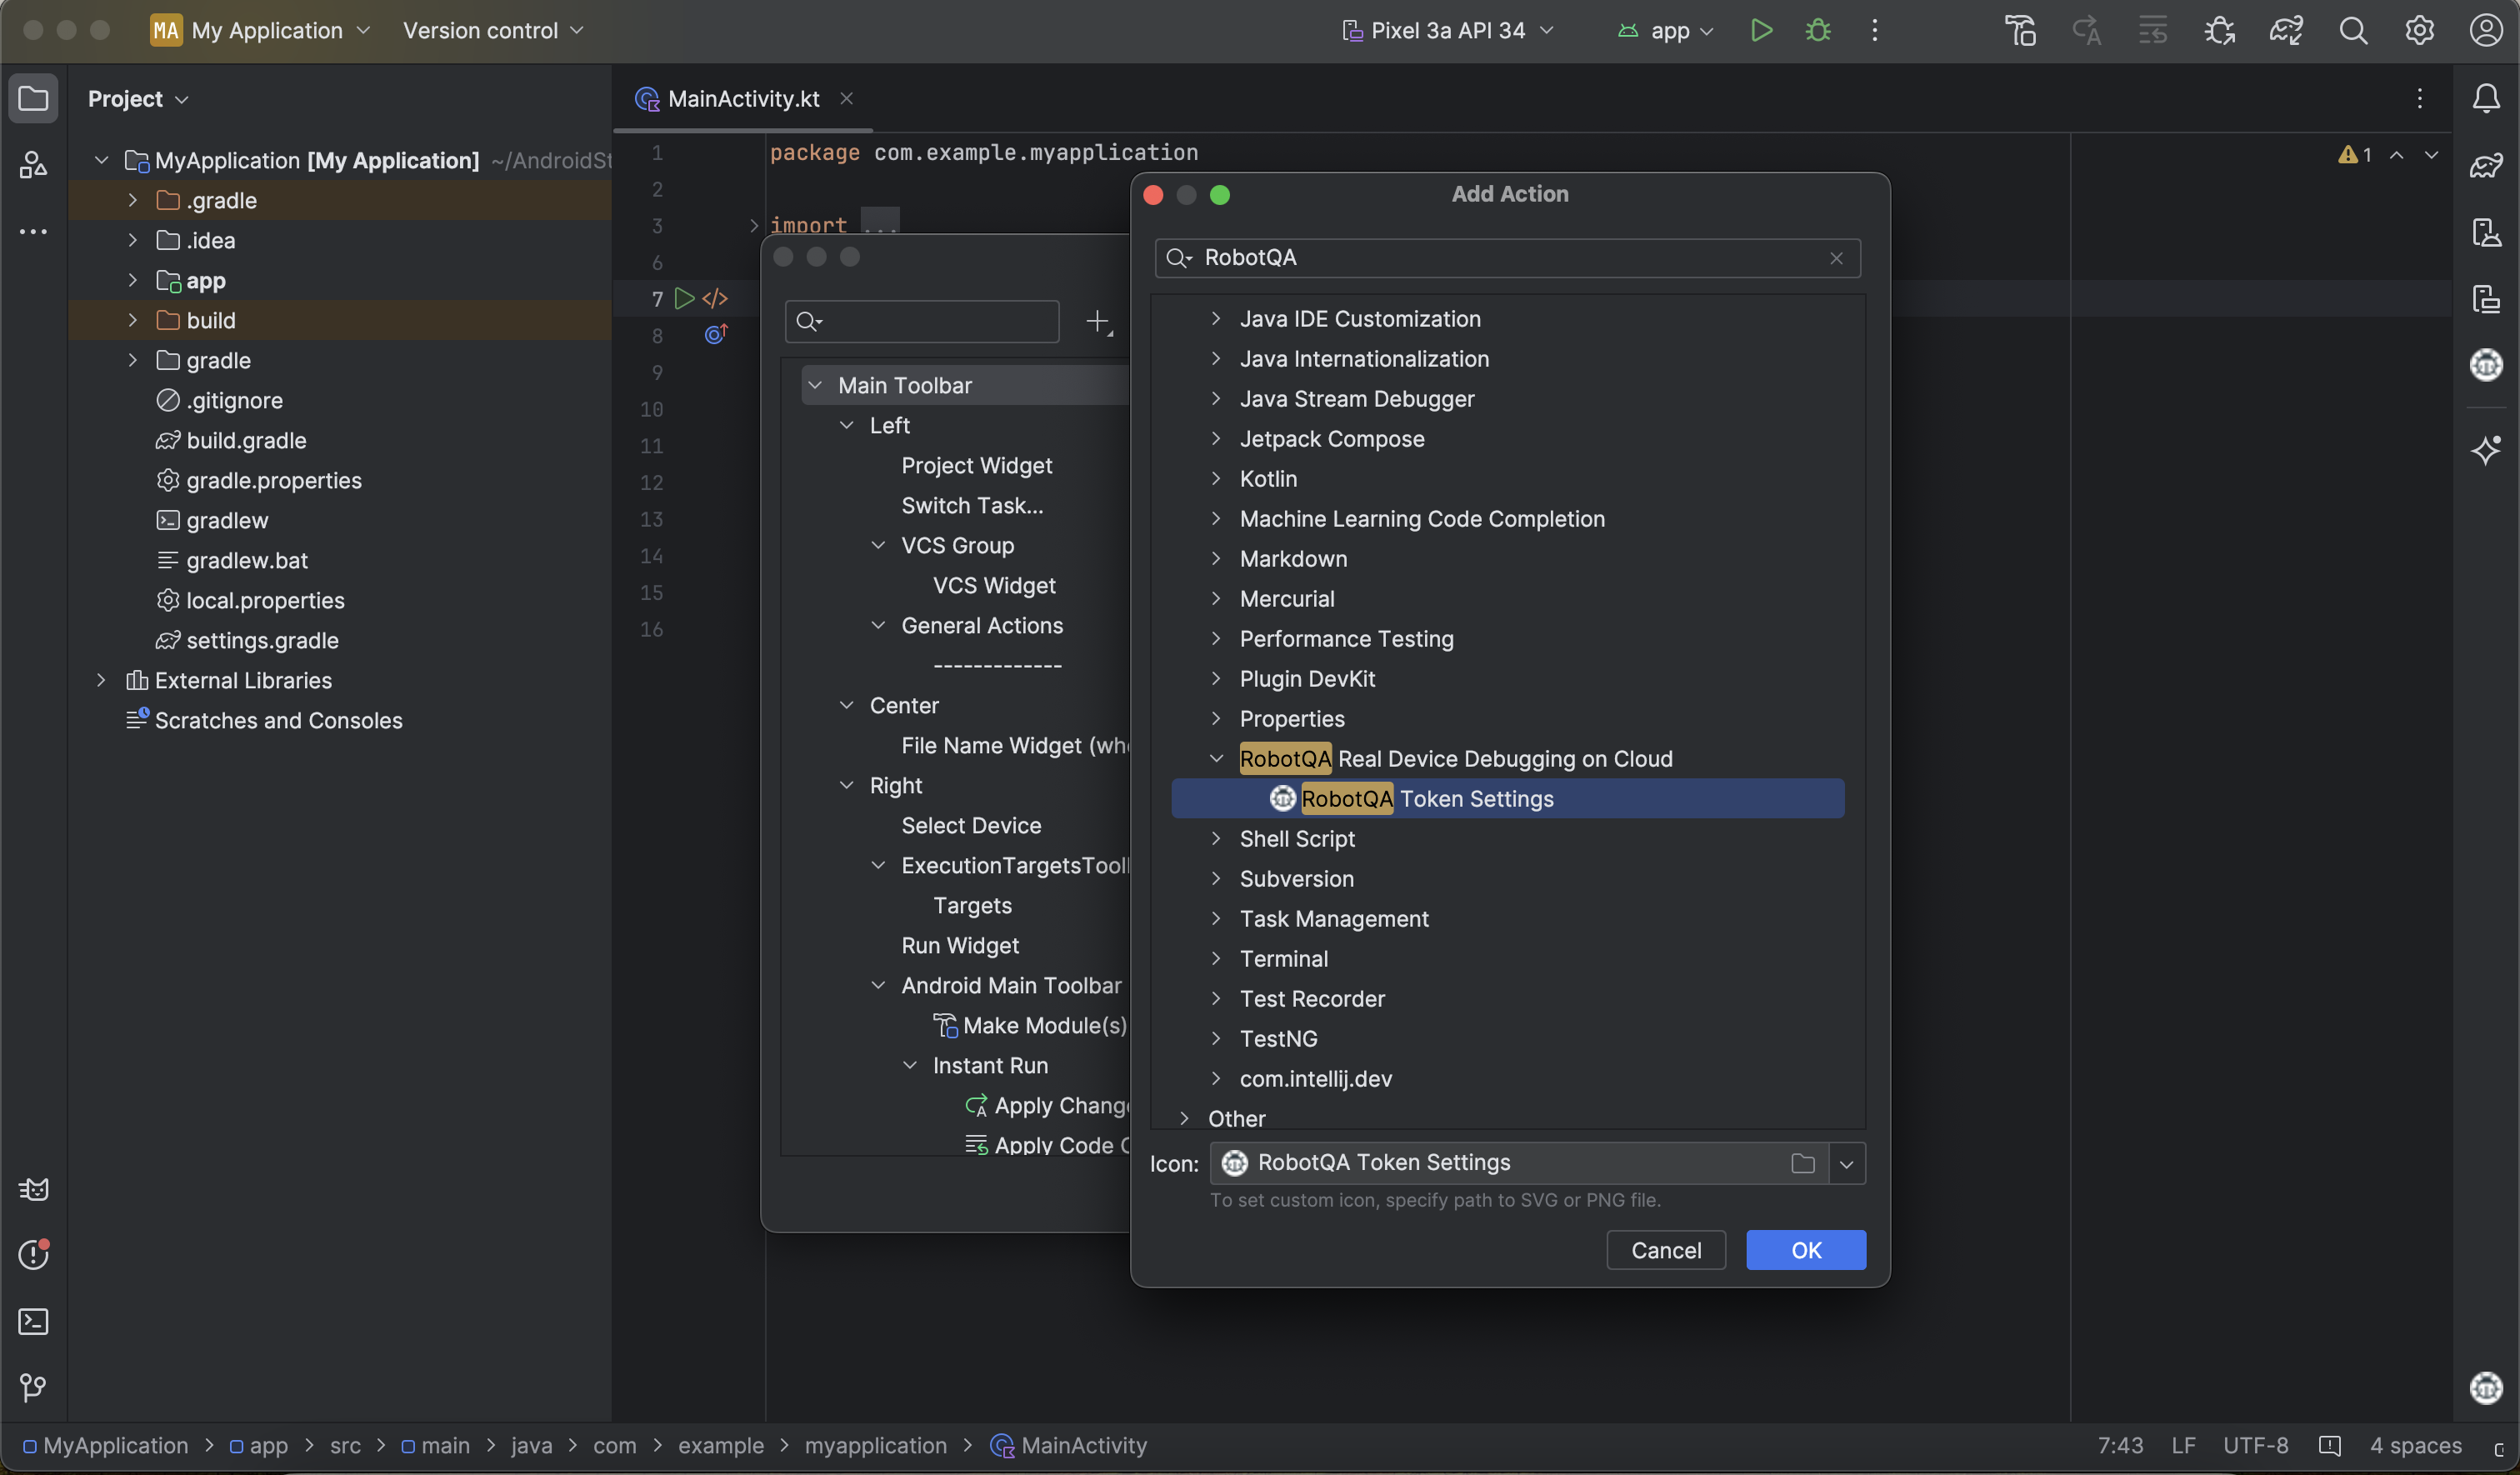 MA My Application Version control Pixel 3a API 34 app
Project
MyApplication [My Application] ~/AndroidSt
.gradle
.idea
app
build
gradle
.gitignore
build.gradle
gradle.properties
gradlew
gradlew.bat
local.properties
settings.gradle
External Libraries
Scratches and Consoles
MainActivity.kt
1
1 package com.example.myapplication
2
3 import ...
6
7
8
9
10
11
12
13
14
15
16
Main Toolbar
Left
Project Widget
Switch Task...
VCS Group
VCS Widget
General Actions
-------------
Center
File Name Widget (whe
Right
Select Device
ExecutionTargetsTool
Targets
Run Widget
Android Main Toolbar
Make Module(s)
Instant Run
Apply Change
Apply Code C
Add Action
RobotQA
Java IDE Customization
Java Internationalization
Java Stream Debugger
Jetpack Compose
Kotlin
Machine Learning Code Completion
Markdown
Mercurial
Performance Testing
Plugin DevKit
Properties
RobotQA Real Device Debugging on Cloud
RobotQA Token Settings
Shell Script
Subversion
Task Management
Terminal
Test Recorder
TestNG
com.intellij.dev
Other
Icon: RobotQA Token Settings
To set custom icon, specify path to SVG or PNG file.
Cancel OK
MyApplication > app > src > main > java > com > example > myapplication > MainActivity
7:43 LF UTF-8 4 spaces